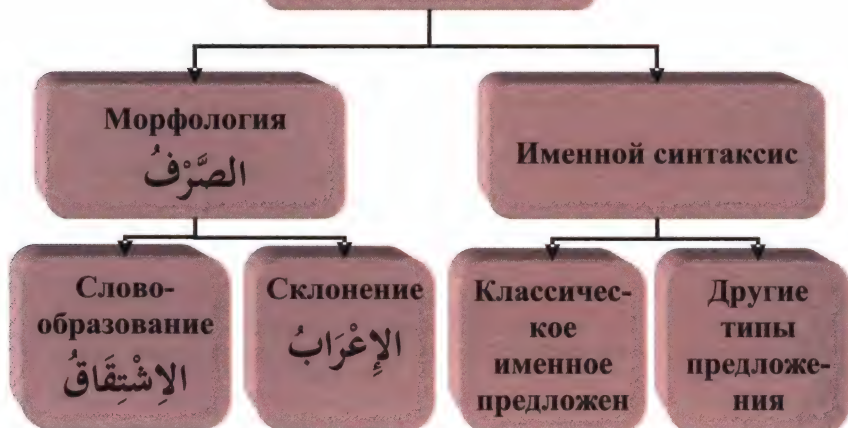 Морфология
الصَّرْفُ
Именной синтаксис
Слово-
образование
الاِشْتِقَاقُ
Склонение
الإِعْرَابُ
Классичес-
кое
именное
предложен
Другие
типы
предложе-
ния